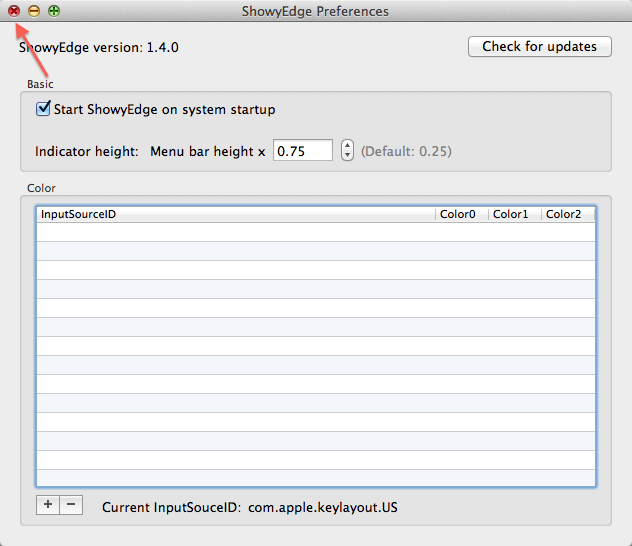 ShowyEdge Preferences
ShowyEdge version: 1.4.0
Check for updates
Basic
Start ShowyEdge on system startup
Indicator height: Menu bar height x 0.75 (Default: 0.25)
Color
InputSourceID Color0 Color1 Color2
+ − Current InputSouceID: com.apple.keylayout.US